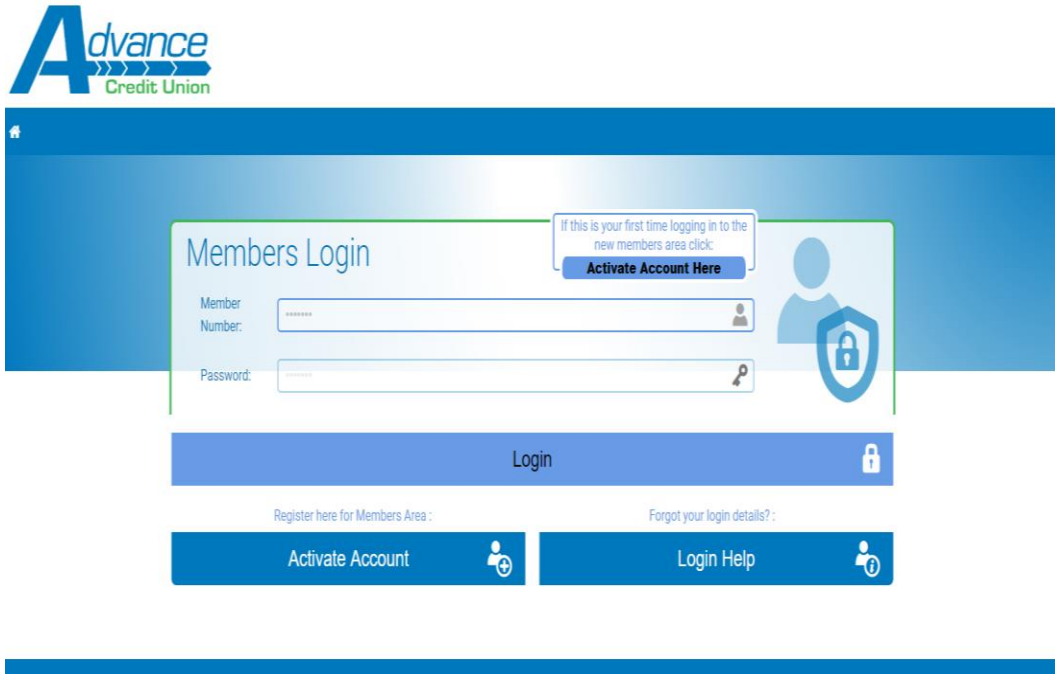 Advance
Credit Union
If this is your first time logging in to the
new members area click:
Activate Account Here
Members Login
Member
Number:
*******
Password:
*******
Login
Register here for Members Area :
Forgot your login details? :
Activate Account
Login Help